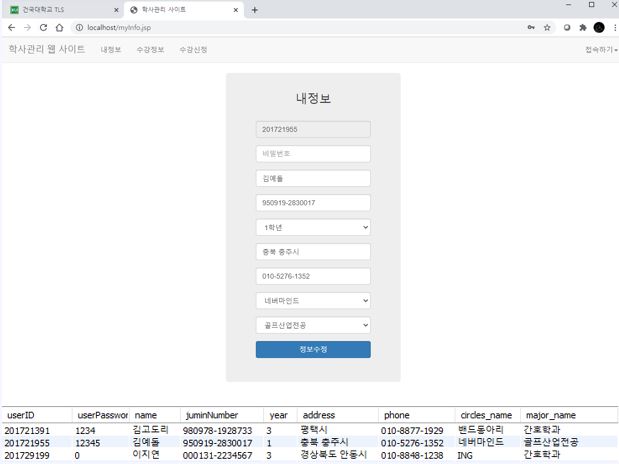 건국대학교 TLS
학사관리 사이트
localhost/myInfo.jsp
학사관리 웹 사이트 내정보 수강정보 수강신청 접속하기
내정보
201721955
비밀번호
김예돌
950919-2830017
1학년
충북 충주시
010-5276-1352
네버마인드
골프산업전공
정보수정
userID userPassword name juminNumber year address phone circles_name major_name
201721391 1234 김고도리 980978-1928733 3 평택시 010-8877-1929 밴드동아리 간호학과
201721955 12345 김예돌 950919-2830017 1 충북 충주시 010-5276-1352 네버마인드 골프산업전공
201729199 0 이지연 000131-2234567 3 경상북도 안동시 010-8848-1238 ING 간호학과